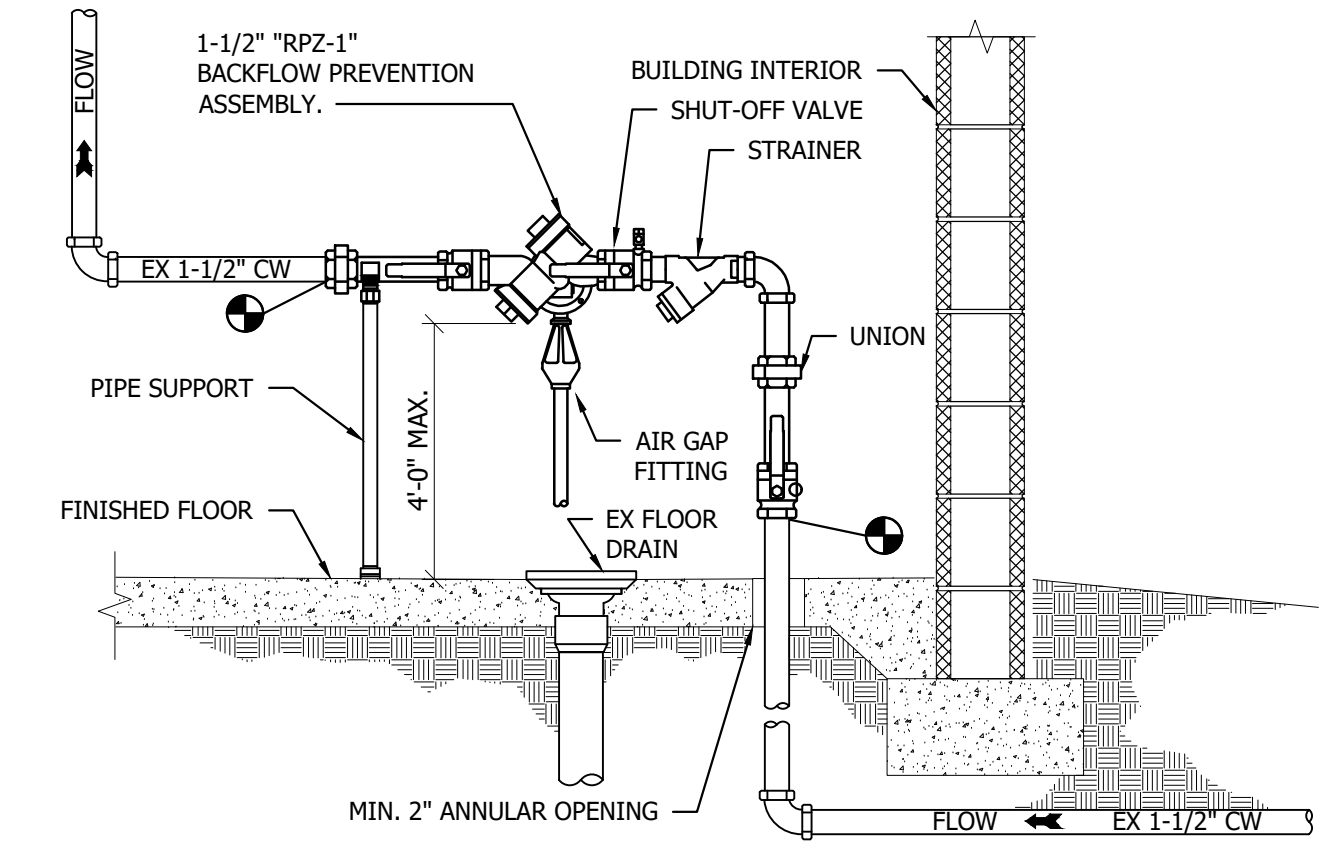 FLOW
1-1/2" "RPZ-1"
BACKFLOW PREVENTION
ASSEMBLY.
BUILDING INTERIOR
SHUT-OFF VALVE
STRAINER
EX 1-1/2" CW
UNION
PIPE SUPPORT
4'-0" MAX.
AIR GAP
FITTING
FINISHED FLOOR
EX FLOOR
DRAIN
MIN. 2" ANNULAR OPENING
FLOW
EX 1-1/2" CW